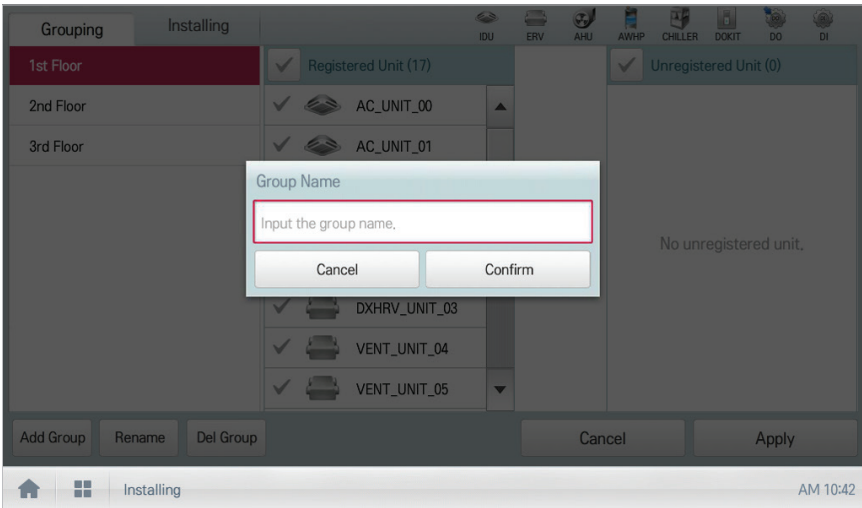 Grouping
Installing
IDU
ERV
AHU
AWHP
CHILLER
DOKIT
DO
DI
1st Floor
Registered Unit (17)
Unregistered Unit (0)
2nd Floor
AC_UNIT_00
3rd Floor
AC_UNIT_01
Group Name
Input the group name.
Cancel
Confirm
No unregistered unit.
DXHRV_UNIT_03
VENT_UNIT_04
VENT_UNIT_05
Add Group
Rename
Del Group
Cancel
Apply
Installing
AM 10:42